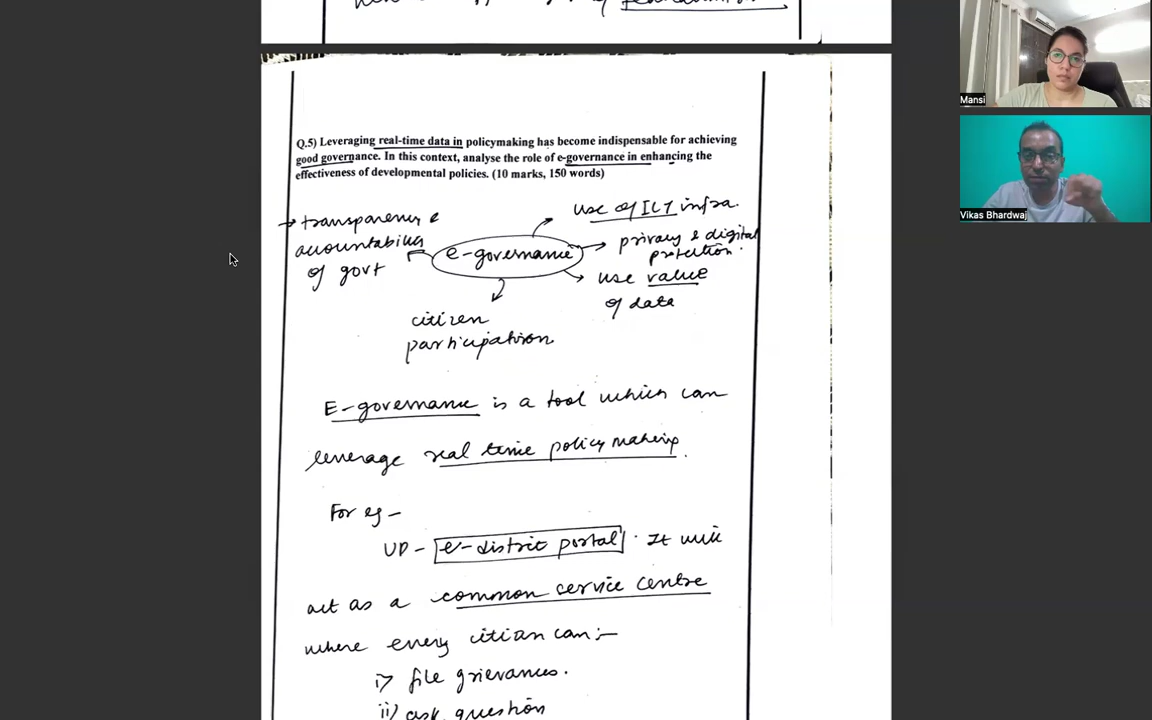 Mansi
Vikas Bhardwaj
Q.5) Leveraging real-time data in policymaking has become indispensable for achieving
good governance. In this context, analyse the role of e-governance in enhancing the
effectiveness of developmental policies. (10 marks, 150 words)
→ transparency &
accountability
of govt
e-governance
use of ICT infra.
privacy & digital
protection.
use value
of data
citizen
participation
E-governance is a tool which can
leverage real time policy making.
For eg –
UP – e-district portal. It will
act as a common service centre
where every citizen can :–
i) file grievances.
ii) ask question